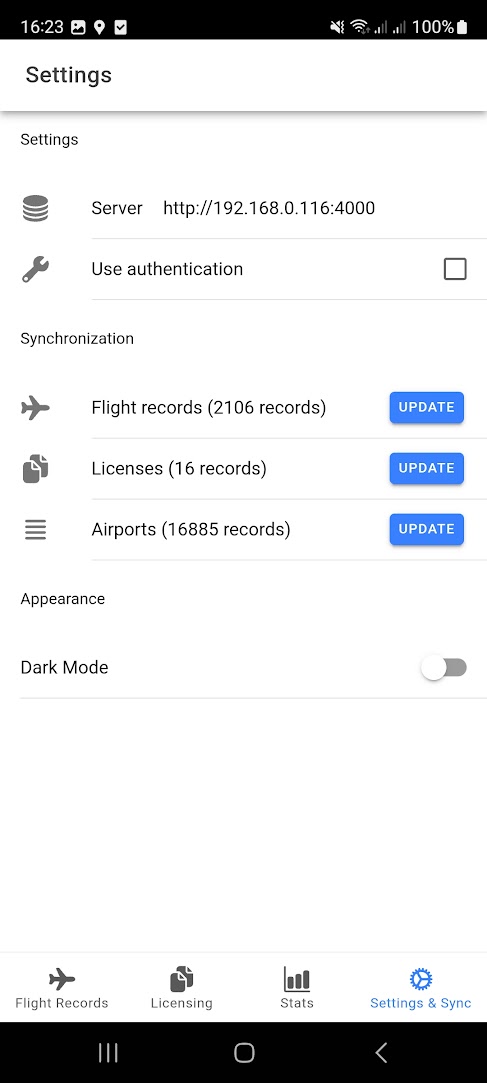 16:23 100%
Settings
Settings
Server http://192.168.0.116:4000
Use authentication
Synchronization
Flight records (2106 records) UPDATE
Licenses (16 records) UPDATE
Airports (16885 records) UPDATE
Appearance
Dark Mode
Flight Records Licensing Stats Settings & Sync